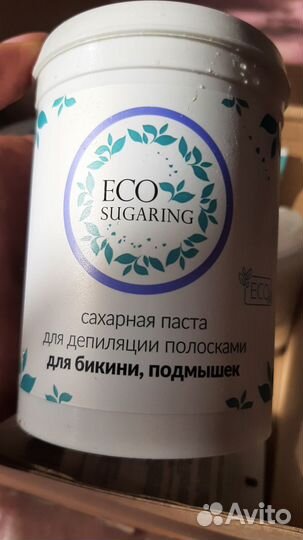 ECO
SUGARING
ECO
сахарная паста
для депиляции полосками
для бикини, подмышек
Avito